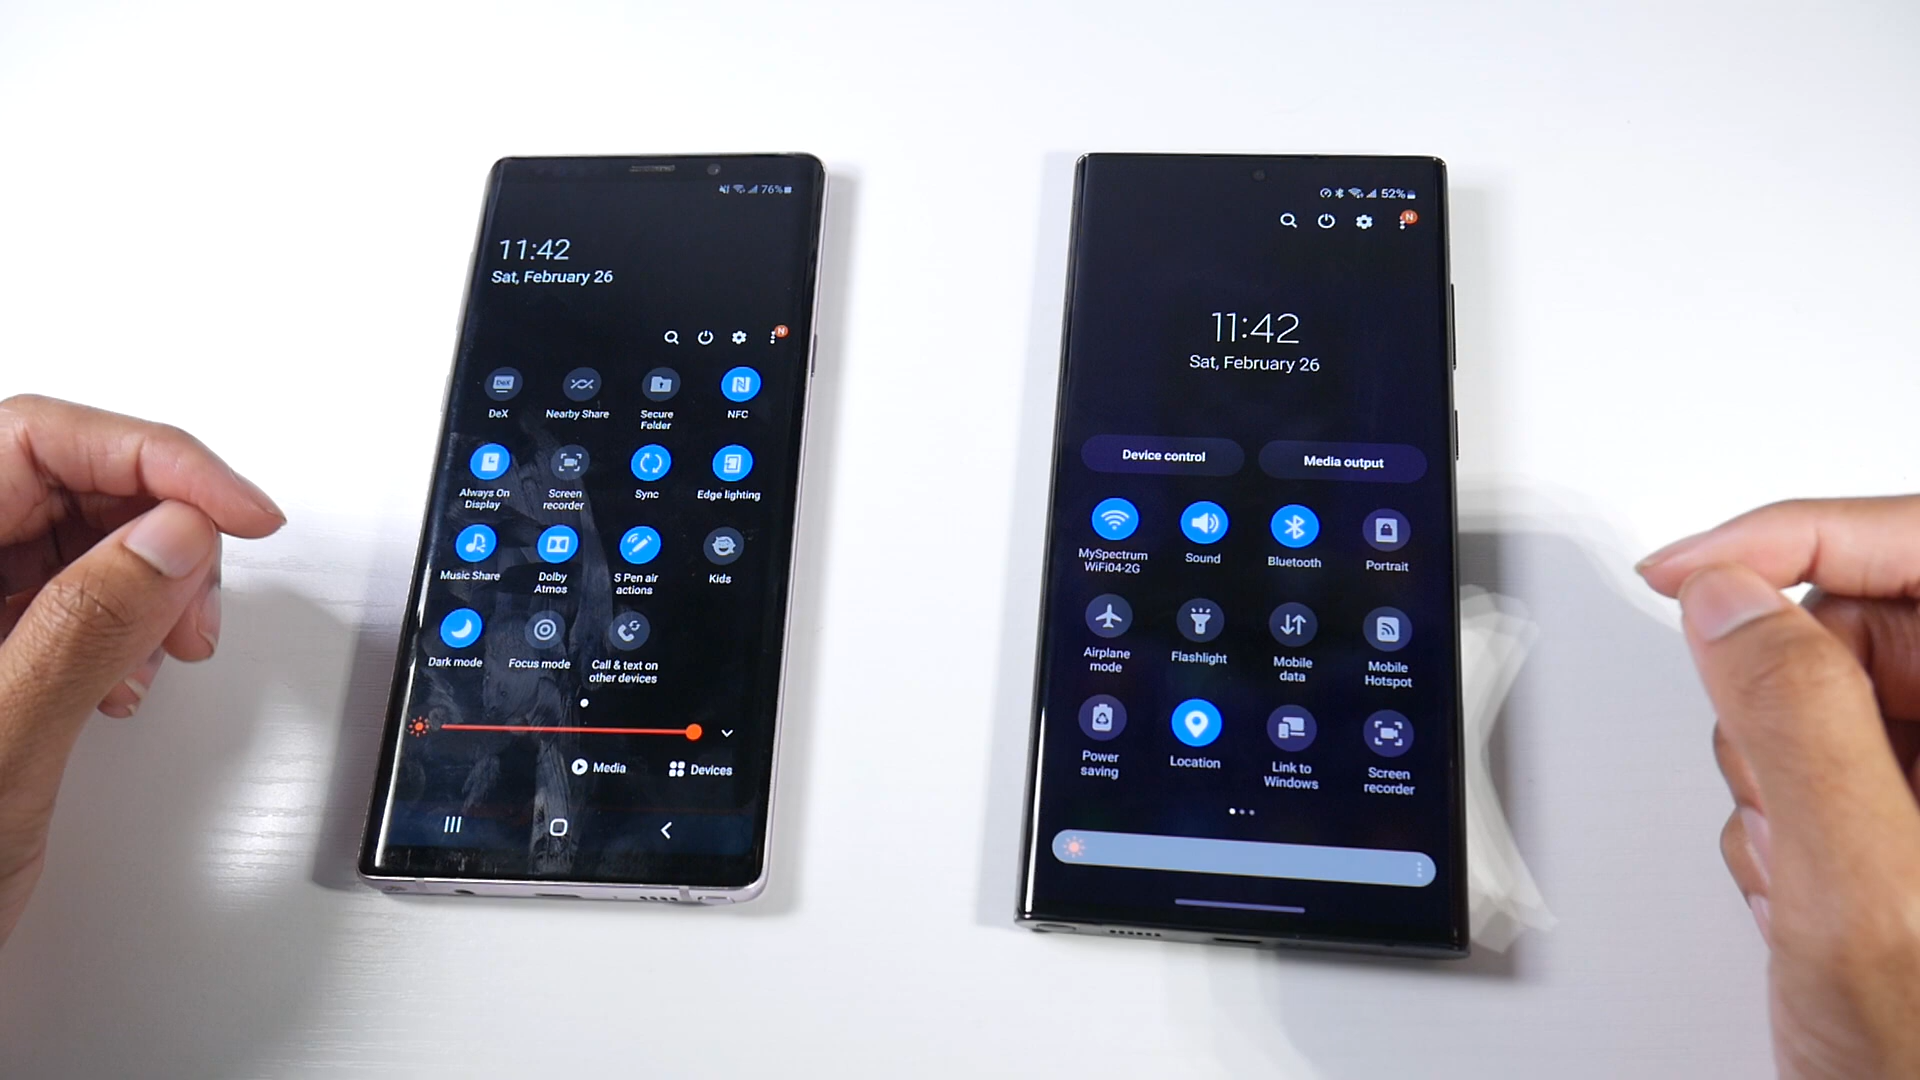 76%
11:42
Sat, February 26
N
DeX
DeX
Nearby Share
Secure
Folder
NFC
Always On
Display
Screen
recorder
Sync
Edge lighting
Music Share
Dolby
Atmos
S Pen air
actions
Kids
Dark mode
Focus mode
Call & text on
other devices
Media
Devices
52%
N
11:42
Sat, February 26
Device control
Media output
MySpectrum
WiFi04-2G
Sound
Bluetooth
Portrait
Airplane
mode
Flashlight
Mobile
data
Mobile
Hotspot
Power
saving
Location
Link to
Windows
Screen
recorder